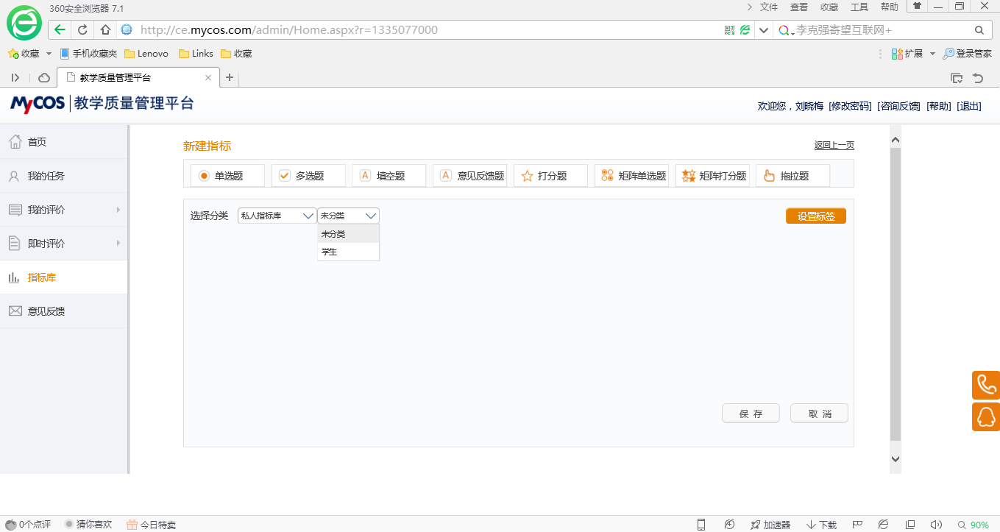 360安全浏览器 7.1
文件 查看 收藏 工具 帮助
http://ce.mycos.com/admin/Home.aspx?r=1335077000
李克强寄望互联网+
收藏 手机收藏夹 Lenovo Links 收藏
扩展 登录管家
教学质量管理平台
MyCOS 教学质量管理平台
欢迎您，刘晓梅 [修改密码] [咨询反馈] [帮助] [退出]
首页
我的任务
我的评价
即时评价
指标库
意见反馈
新建指标
返回上一页
单选题 多选题 A 填空题 A 意见反馈题 打分题 矩阵单选题 矩阵打分题 拖拉题
选择分类 私人指标库 未分类 设置标签
未分类
学生
保 存 取 消
0个点评 猜你喜欢 今日特卖
加速器 下载 90%